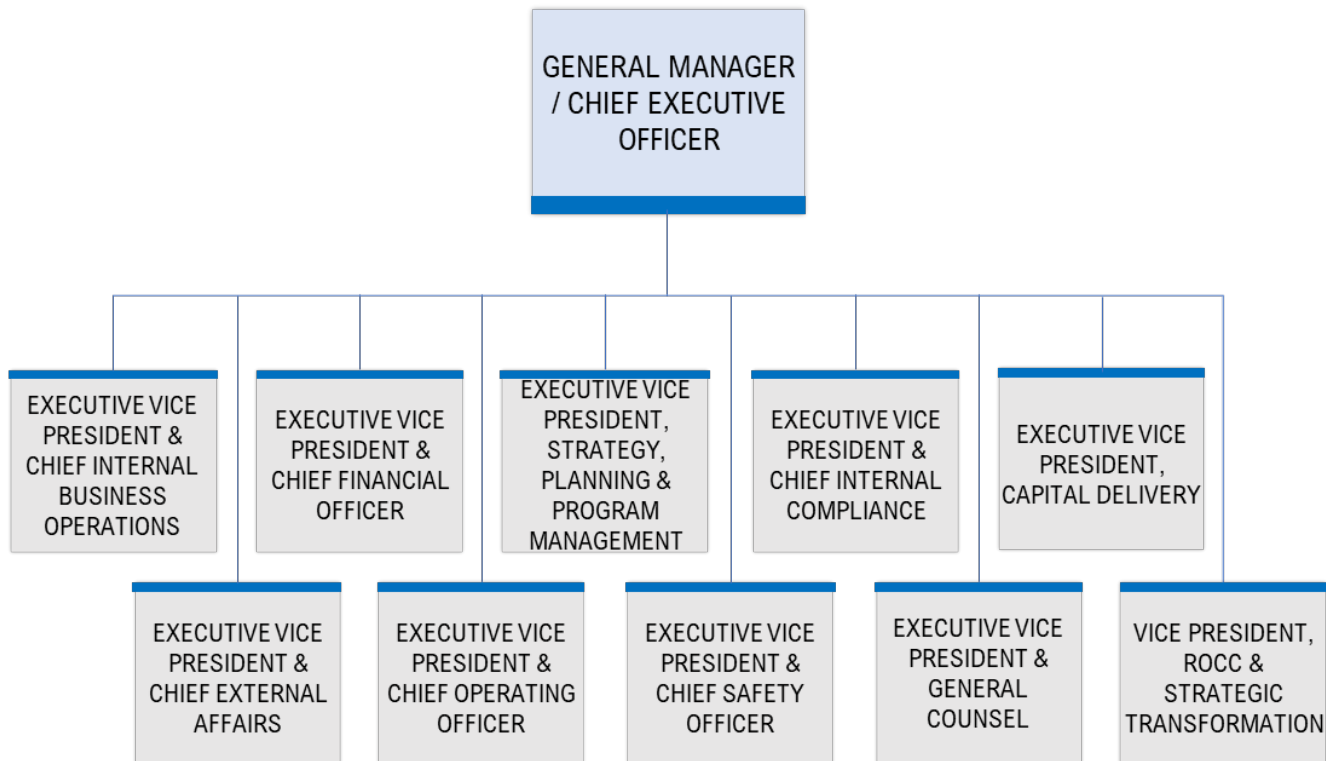 GENERAL MANAGER
/ CHIEF EXECUTIVE
OFFICER
EXECUTIVE VICE
PRESIDENT &
CHIEF INTERNAL
BUSINESS
OPERATIONS
EXECUTIVE VICE
PRESIDENT &
CHIEF FINANCIAL
OFFICER
EXECUTIVE VICE
PRESIDENT,
STRATEGY,
PLANNING &
PROGRAM
MANAGEMENT
EXECUTIVE VICE
PRESIDENT &
CHIEF INTERNAL
COMPLIANCE
EXECUTIVE VICE
PRESIDENT,
CAPITAL DELIVERY
EXECUTIVE VICE
PRESIDENT &
CHIEF EXTERNAL
AFFAIRS
EXECUTIVE VICE
PRESIDENT &
CHIEF OPERATING
OFFICER
EXECUTIVE VICE
PRESIDENT &
CHIEF SAFETY
OFFICER
EXECUTIVE VICE
PRESIDENT &
GENERAL
COUNSEL
VICE PRESIDENT,
ROCC &
STRATEGIC
TRANSFORMATION